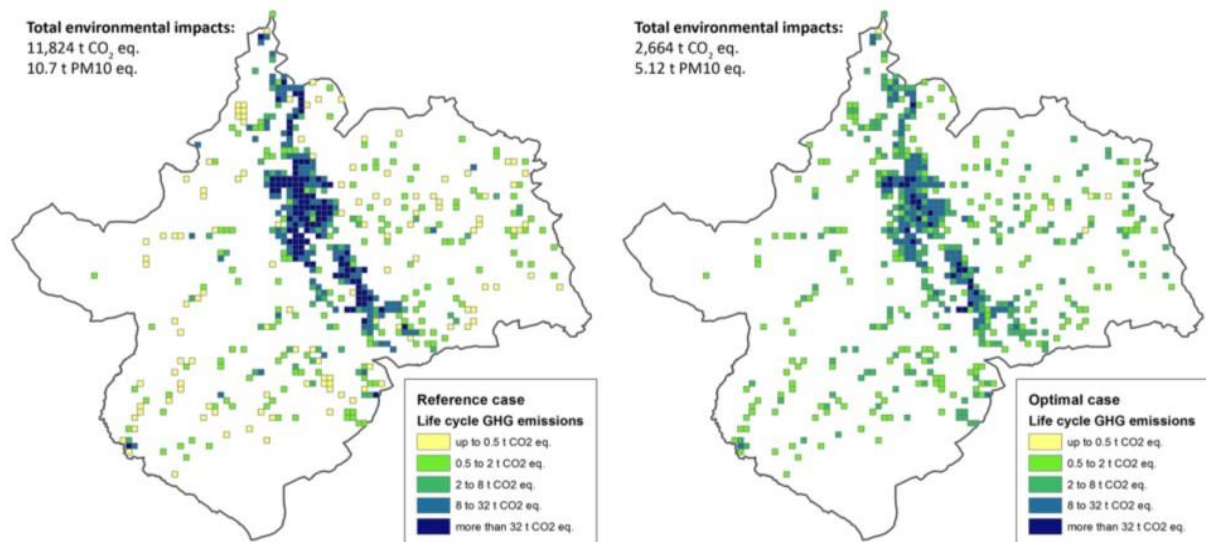 Total environmental impacts:
11,824 t CO₂ eq.
10.7 t PM10 eq.
Reference case
Life cycle GHG emissions
up to 0.5 t CO2 eq.
0.5 to 2 t CO2 eq.
2 to 8 t CO2 eq.
8 to 32 t CO2 eq.
more than 32 t CO2 eq.
Total environmental impacts:
2,664 t CO₂ eq.
5.12 t PM10 eq.
Optimal case
Life cycle GHG emissions
up to 0.5 t CO2 eq.
0.5 to 2 t CO2 eq.
2 to 8 t CO2 eq.
8 to 32 t CO2 eq.
more than 32 t CO2 eq.